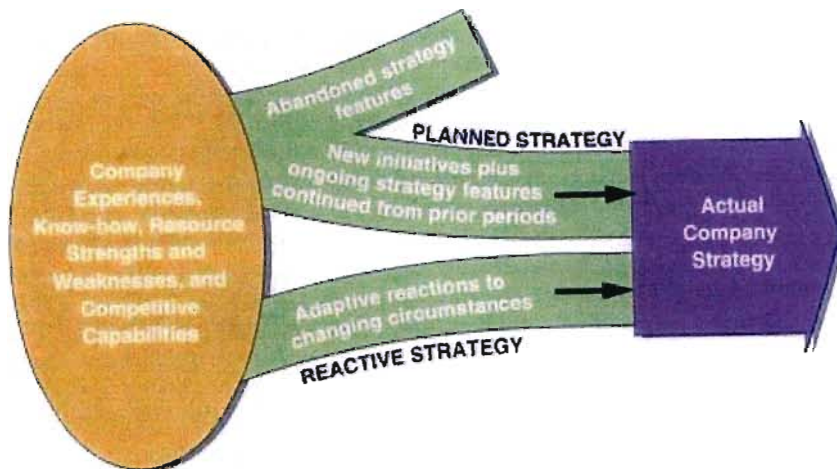 Company
Experiences,
Know-how, Resource
Strengths and
Weaknesses, and
Competitive
Capabilities
Abandoned strategy
features
PLANNED STRATEGY
New initiatives plus
ongoing strategy features
continued from prior periods
Adaptive reactions to
changing circumstances
REACTIVE STRATEGY
Actual
Company
Strategy